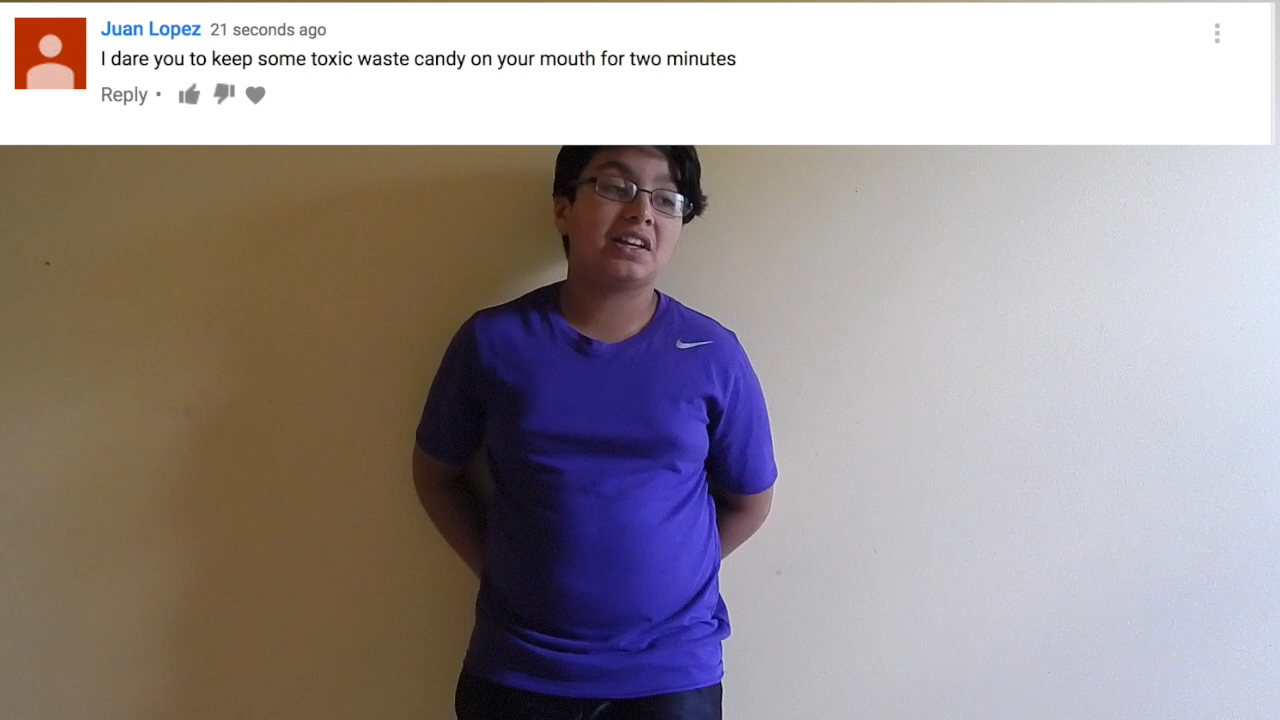 Juan Lopez 21 seconds ago
I dare you to keep some toxic waste candy on your mouth for two minutes
Reply •